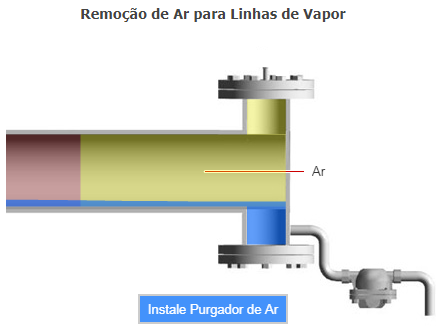 Remoção de Ar para Linhas de Vapor
Ar
Instale Purgador de Ar